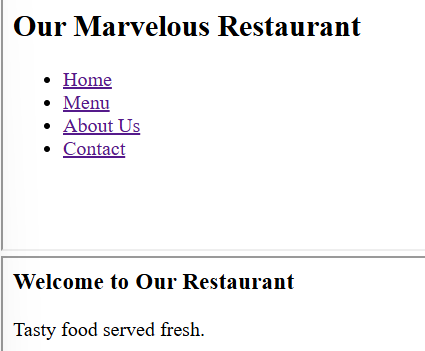 Our Marvelous Restaurant
Home
Menu
About Us
Contact
Welcome to Our Restaurant
Tasty food served fresh.